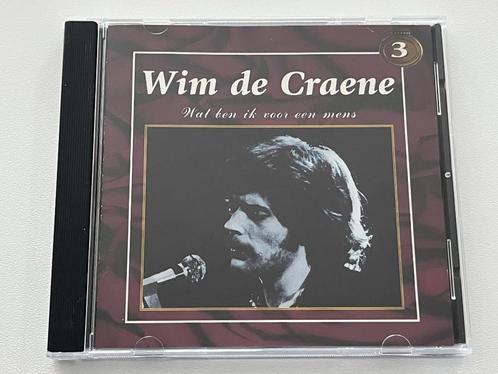 3
Wim de Craene
Wat ben ik voor een mens